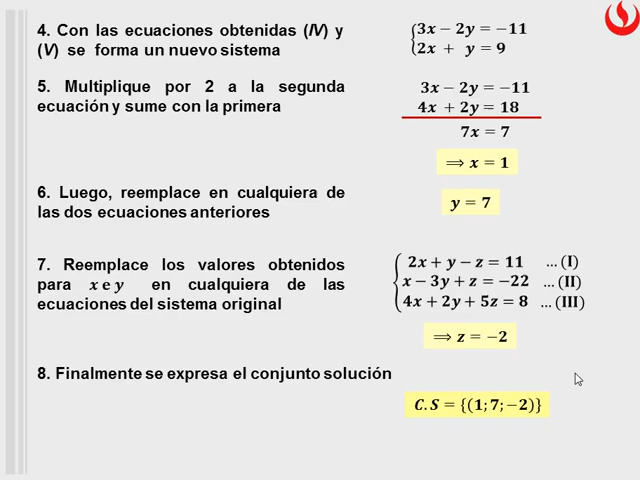 4. Con las ecuaciones obtenidas (IV) y
(V) se forma un nuevo sistema
{3x − 2y = −11
2x + y = 9
5. Multiplique por 2 a la segunda
ecuación y sume con la primera
3x − 2y = −11
4x + 2y = 18
7x = 7
⟹ x = 1
6. Luego, reemplace en cualquiera de
las dos ecuaciones anteriores
y = 7
7. Reemplace los valores obtenidos
para x e y en cualquiera de las
ecuaciones del sistema original
{2x + y − z = 11 ... (I)
x − 3y + z = −22 ... (II)
4x + 2y + 5z = 8 ... (III)
⟹ z = −2
8. Finalmente se expresa el conjunto solución
C.S = {(1; 7; −2)}